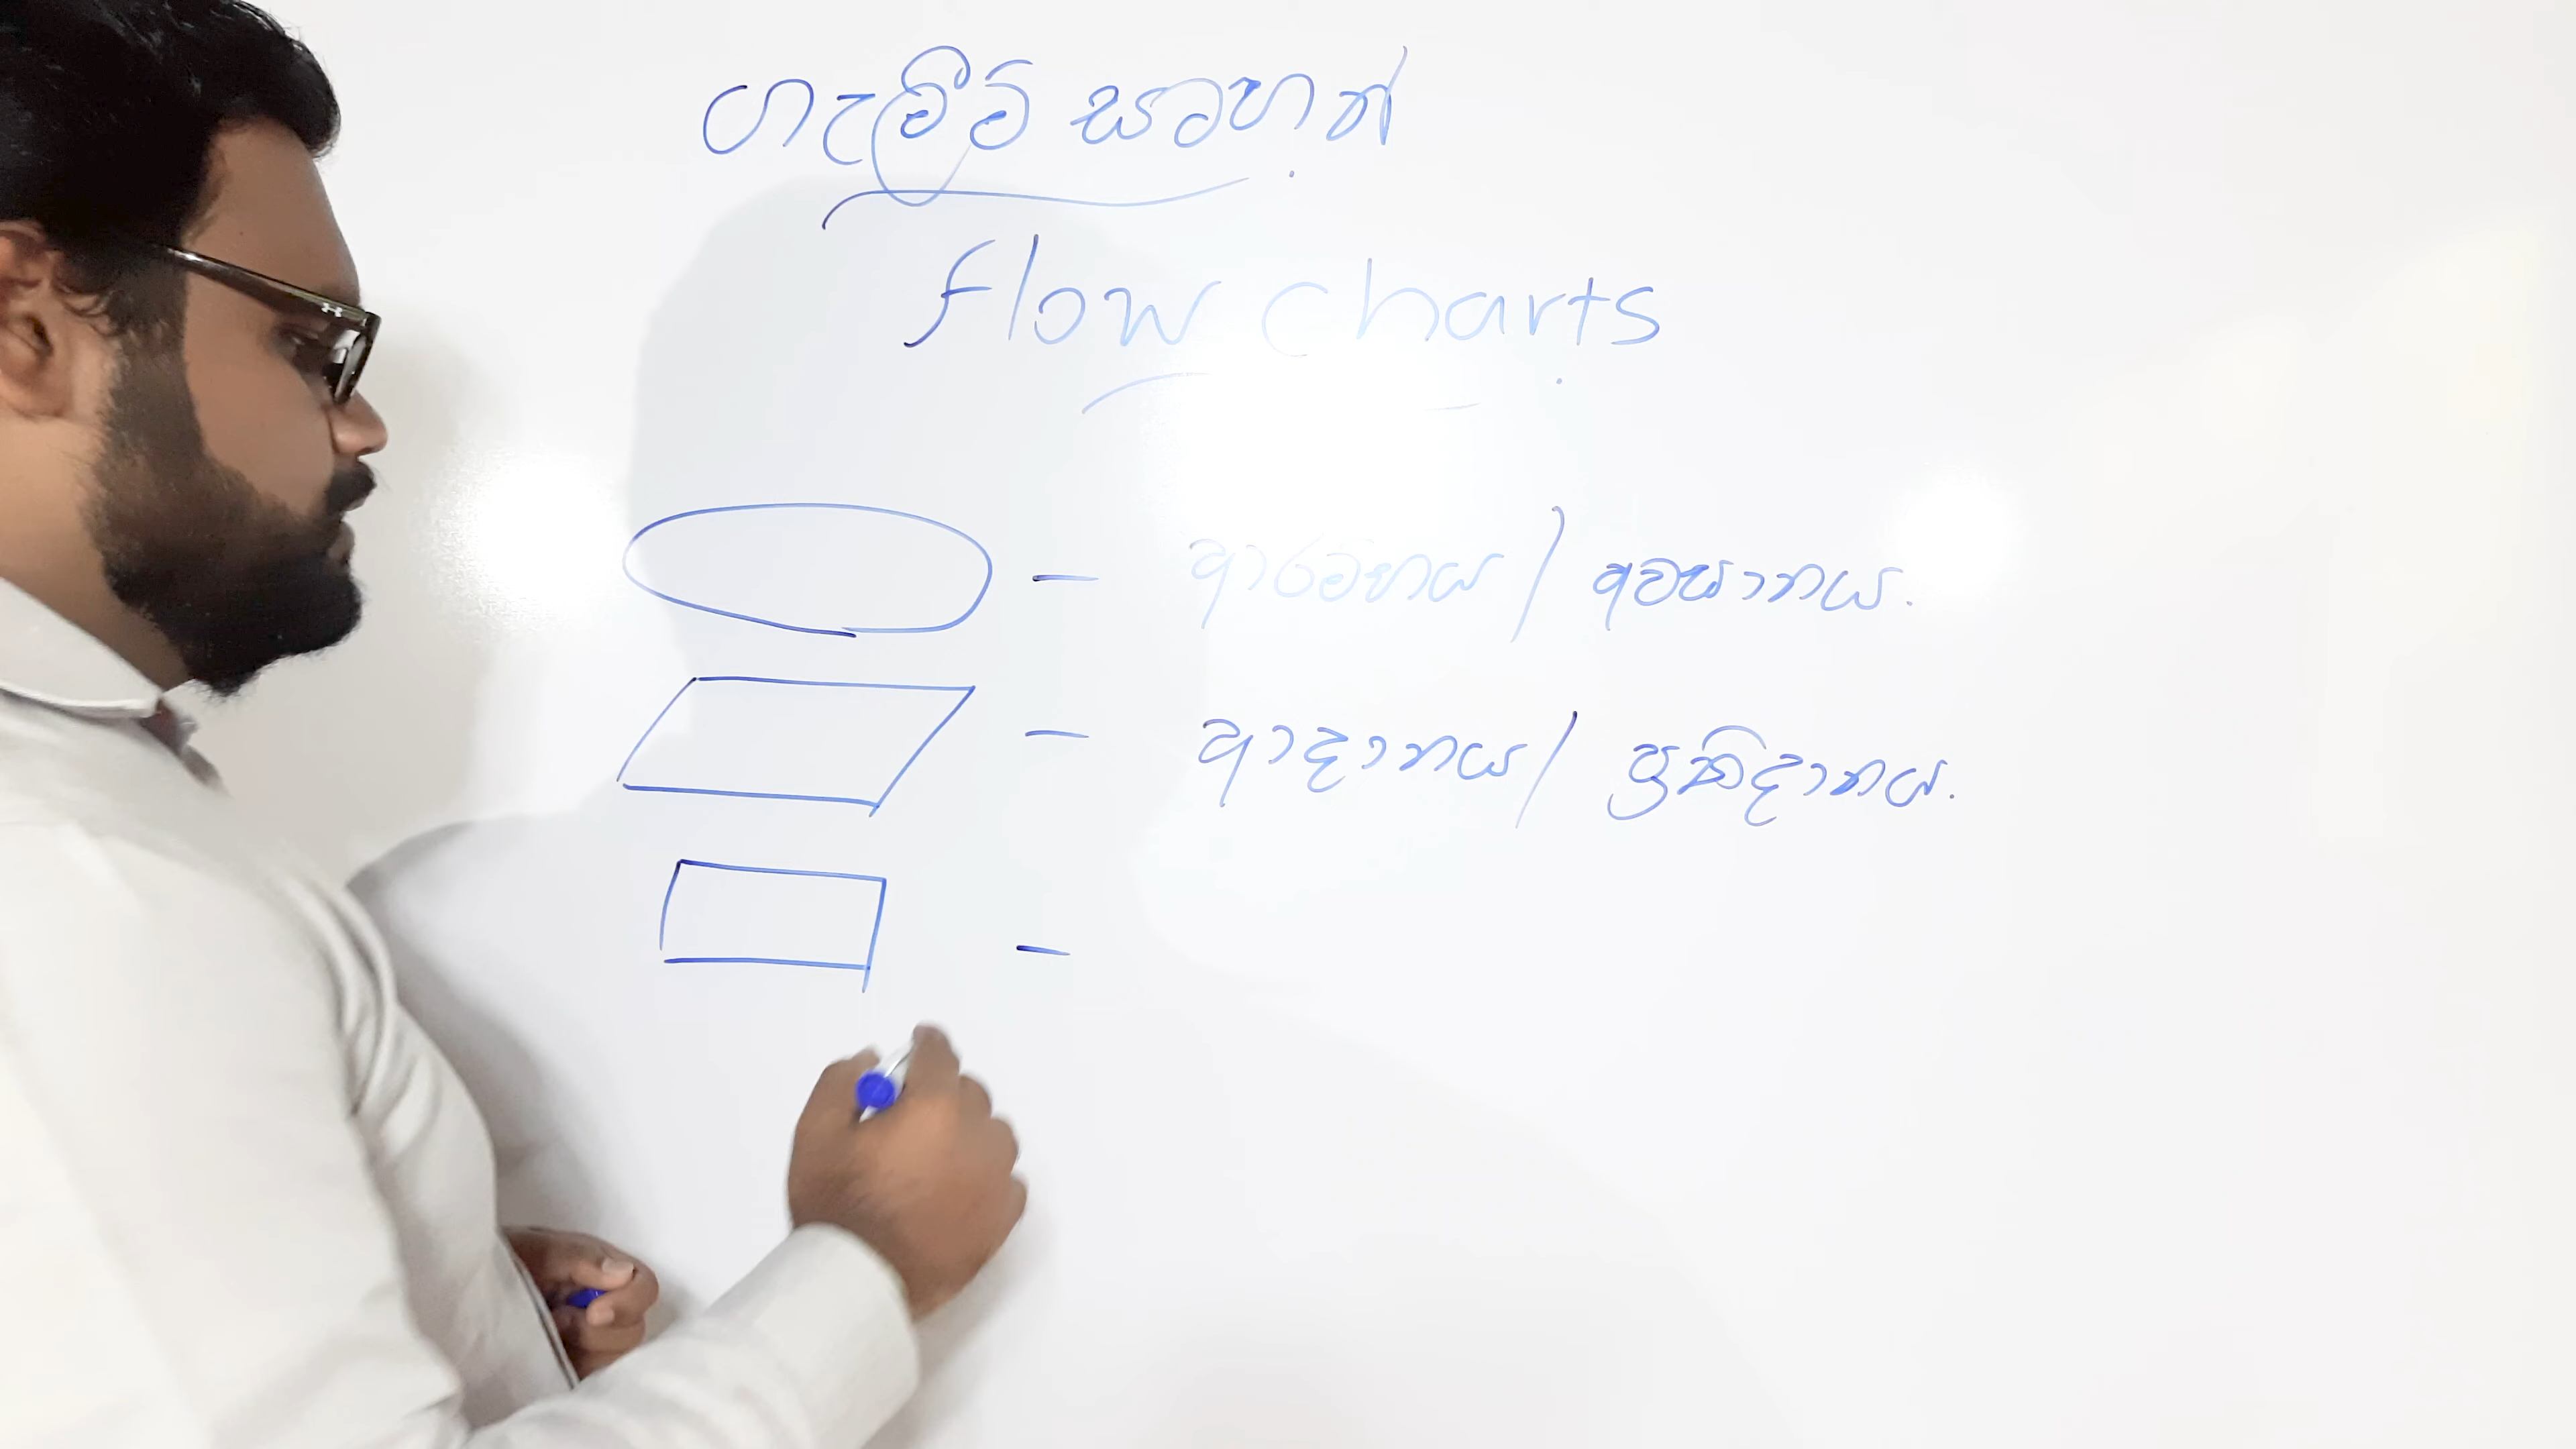 ගැලීම් සටහන්
flow charts
- ආරම්භය / අවසානය.
- ආදානය / ප්‍රතිදානය.
-